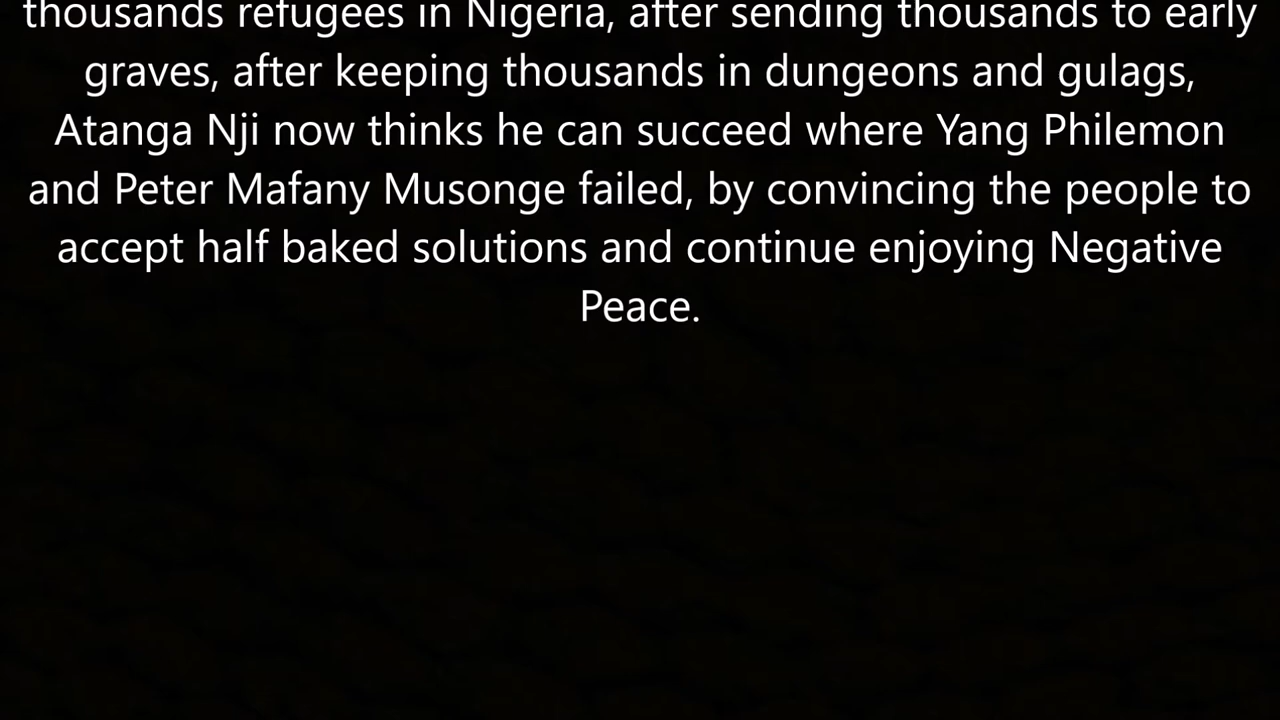 thousands refugees in Nigeria, after sending thousands to early
graves, after keeping thousands in dungeons and gulags,
Atanga Nji now thinks he can succeed where Yang Philemon
and Peter Mafany Musonge failed, by convincing the people to
accept half baked solutions and continue enjoying Negative
Peace.